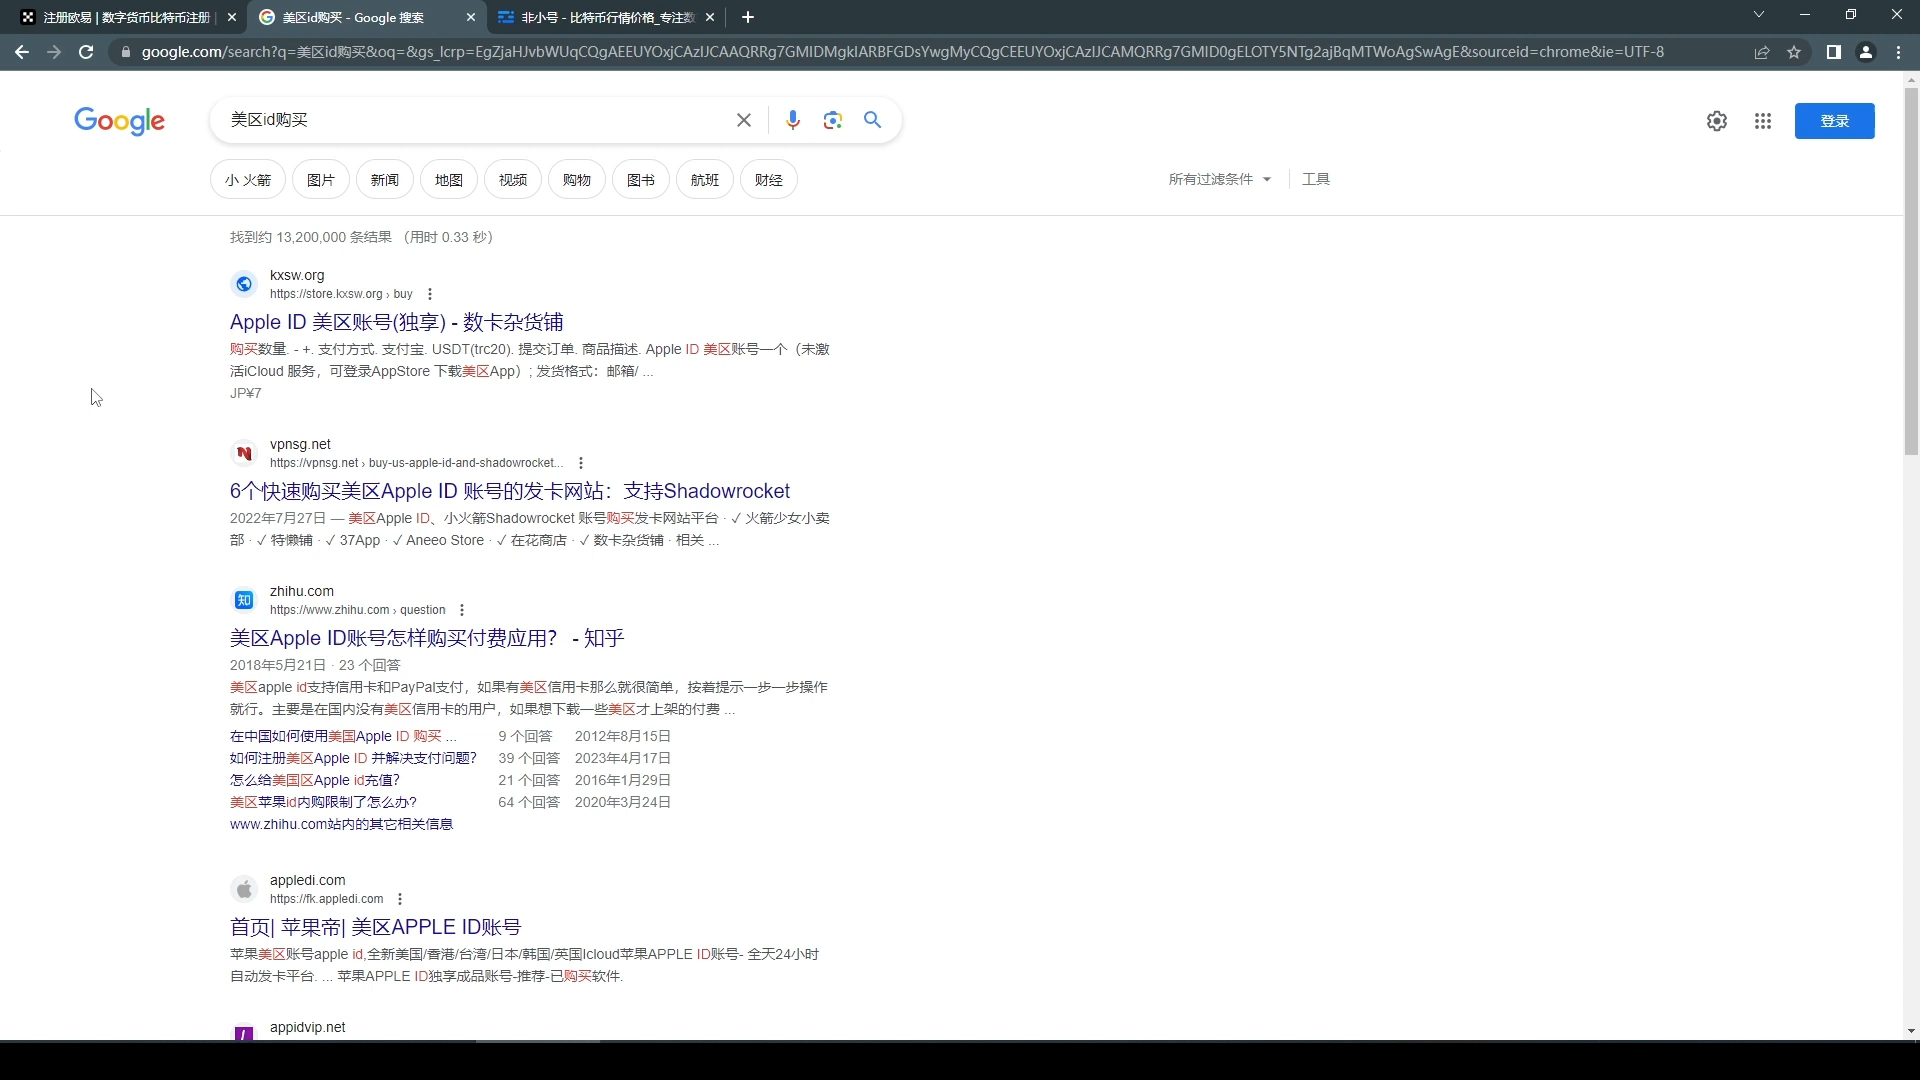 注册欧易 | 数字货币比特币注册
美区id购买 - Google 搜索
非小号 - 比特币行情价格_专注数
google.com/search?q=美区id购买&oq=&gs_lcrp=EgZjaHJvbWUqCQgAEEUYOxjCAzIJCAAQRRg7GMIDMgkIARBFGDsYwgMyCQgCEEUYOxjCAzIJCAMQRRg7GMID0gELOTY5NTg2ajBqMTWoAgSwAgE&sourceid=chrome&ie=UTF-8
Google
美区id购买
登录
小 火箭
图片
新闻
地图
视频
购物
图书
航班
财经
所有过滤条件
工具
找到约 13,200,000 条结果 （用时 0.33 秒）
kxsw.org
https://store.kxsw.org › buy
Apple ID 美区账号(独享) - 数卡杂货铺
购买数量. - +. 支付方式. 支付宝. USDT(trc20). 提交订单. 商品描述. Apple ID 美区账号一个（未激
活iCloud 服务，可登录AppStore 下载美区App）; 发货格式：邮箱/ ...
JP¥7
vpnsg.net
https://vpnsg.net › buy-us-apple-id-and-shadowrocket...
6个快速购买美区Apple ID 账号的发卡网站：支持Shadowrocket
2022年7月27日 — 美区Apple ID、小火箭Shadowrocket 账号购买发卡网站平台 · ✓ 火箭少女小卖
部 · ✓ 特懒铺 · ✓ 37App · ✓ Aneeo Store · ✓ 在花商店 · ✓ 数卡杂货铺 · 相关 ...
zhihu.com
https://www.zhihu.com › question
美区Apple ID账号怎样购买付费应用？ - 知乎
2018年5月21日 · 23 个回答
美区apple id支持信用卡和PayPal支付，如果有美区信用卡那么就很简单，按着提示一步一步操作
就行。主要是在国内没有美区信用卡的用户，如果想下载一些美区才上架的付费 ...
在中国如何使用美国Apple ID 购买 ... 9 个回答 2012年8月15日
如何注册美区Apple ID 并解决支付问题? 39 个回答 2023年4月17日
怎么给美国区Apple id充值? 21 个回答 2016年1月29日
美区苹果id内购限制了怎么办? 64 个回答 2020年3月24日
www.zhihu.com站内的其它相关信息
appledi.com
https://fk.appledi.com
首页| 苹果帝| 美区APPLE ID账号
苹果美区账号apple id,全新美国/香港/台湾/日本/韩国/英国Icloud苹果APPLE ID账号- 全天24小时
自动发卡平台. ... 苹果APPLE ID独享成品账号-推荐-已购买软件.
appidvip.net